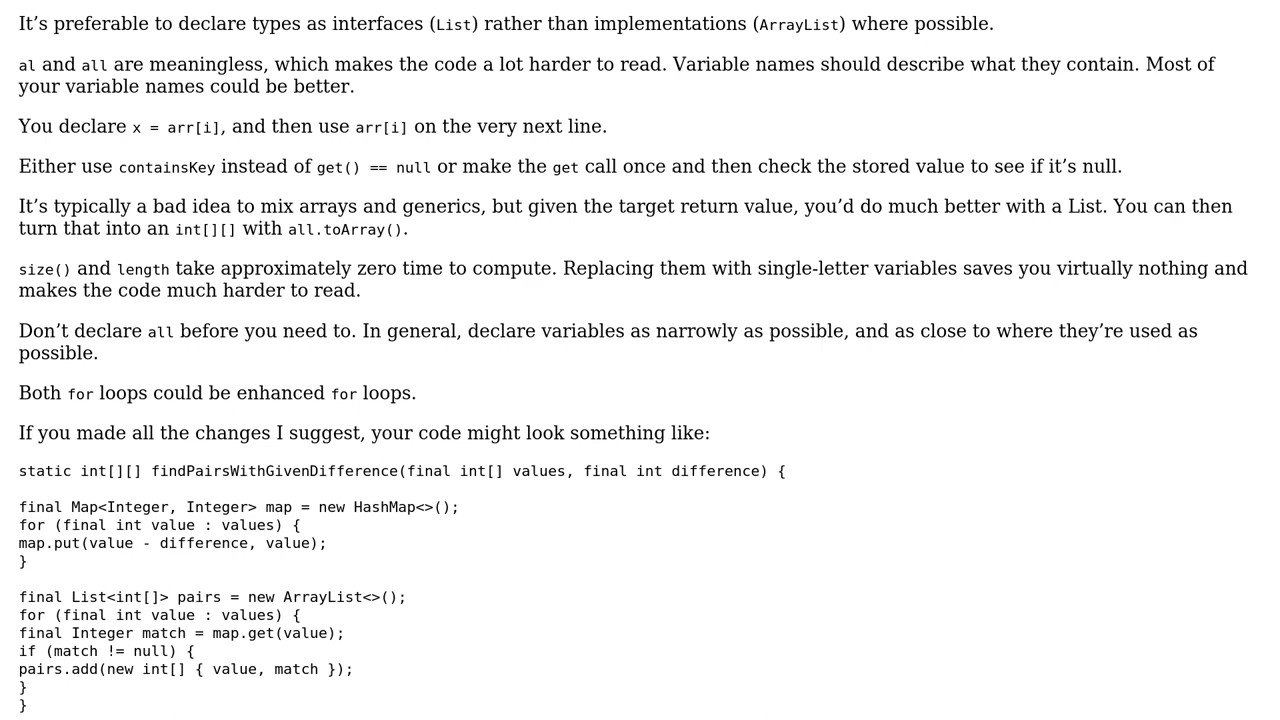 It’s preferable to declare types as interfaces (List) rather than implementations (ArrayList) where possible.
al and all are meaningless, which makes the code a lot harder to read. Variable names should describe what they contain. Most of
your variable names could be better.
You declare x = arr[i], and then use arr[i] on the very next line.
Either use containsKey instead of get() == null or make the get call once and then check the stored value to see if it’s null.
It’s typically a bad idea to mix arrays and generics, but given the target return value, you’d do much better with a List. You can then
turn that into an int[][] with all.toArray().
size() and length take approximately zero time to compute. Replacing them with single-letter variables saves you virtually nothing and
makes the code much harder to read.
Don’t declare all before you need to. In general, declare variables as narrowly as possible, and as close to where they’re used as
possible.
Both for loops could be enhanced for loops.
If you made all the changes I suggest, your code might look something like:
static int[][] findPairsWithGivenDifference(final int[] values, final int difference) {
final Map<Integer, Integer> map = new HashMap<>();
for (final int value : values) {
map.put(value - difference, value);
}
final List<int[]> pairs = new ArrayList<>();
for (final int value : values) {
final Integer match = map.get(value);
if (match != null) {
pairs.add(new int[] { value, match });
}
}